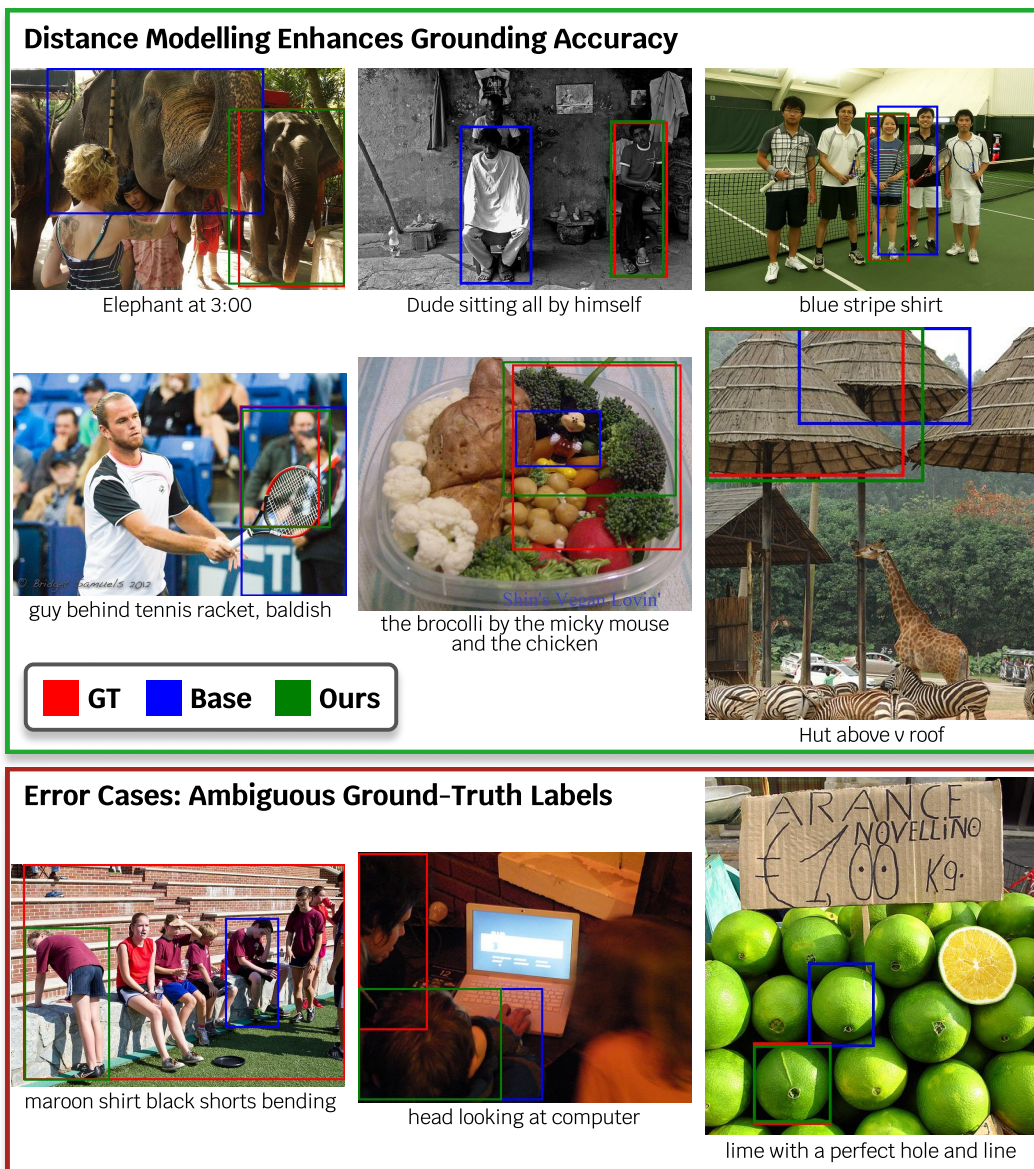 Distance Modelling Enhances Grounding Accuracy
Elephant at 3:00
Dude sitting all by himself
blue stripe shirt
© Bridget Samuels 2012
guy behind tennis racket, baldish
Shin's Vegan Lovin'
the brocolli by the micky mouse
and the chicken
Hut above v roof
GT
Base
Ours
Error Cases: Ambiguous Ground-Truth Labels
maroon shirt black shorts bending
head looking at computer
ARANCE
NOVELLINO
€ 1,00 Kg.
lime with a perfect hole and line